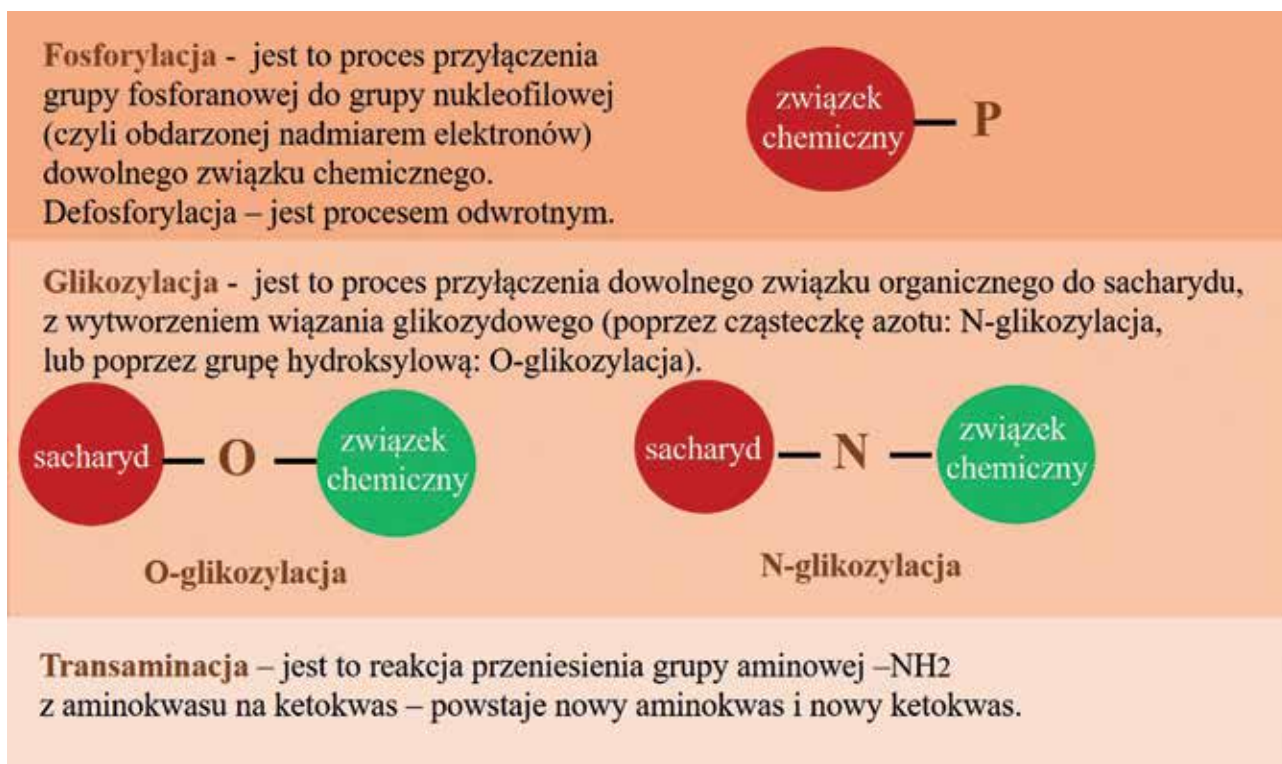 Fosforylacja - jest to proces przyłączenia
grupy fosforanowej do grupy nukleofilowej
(czyli obdarzonej nadmiarem elektronów)
dowolnego związku chemicznego.
Defosforylacja – jest procesem odwrotnym.
związek
chemiczny
P
Glikozylacja - jest to proces przyłączenia dowolnego związku organicznego do sacharydu,
z wytworzeniem wiązania glikozydowego (poprzez cząsteczkę azotu: N-glikozylacja,
lub poprzez grupę hydroksylową: O-glikozylacja).
sacharyd
O
związek
chemiczny
O-glikozylacja
sacharyd
N
związek
chemiczny
N-glikozylacja
Transaminacja – jest to reakcja przeniesienia grupy aminowej –NH2
z aminokwasu na ketokwas – powstaje nowy aminokwas i nowy ketokwas.